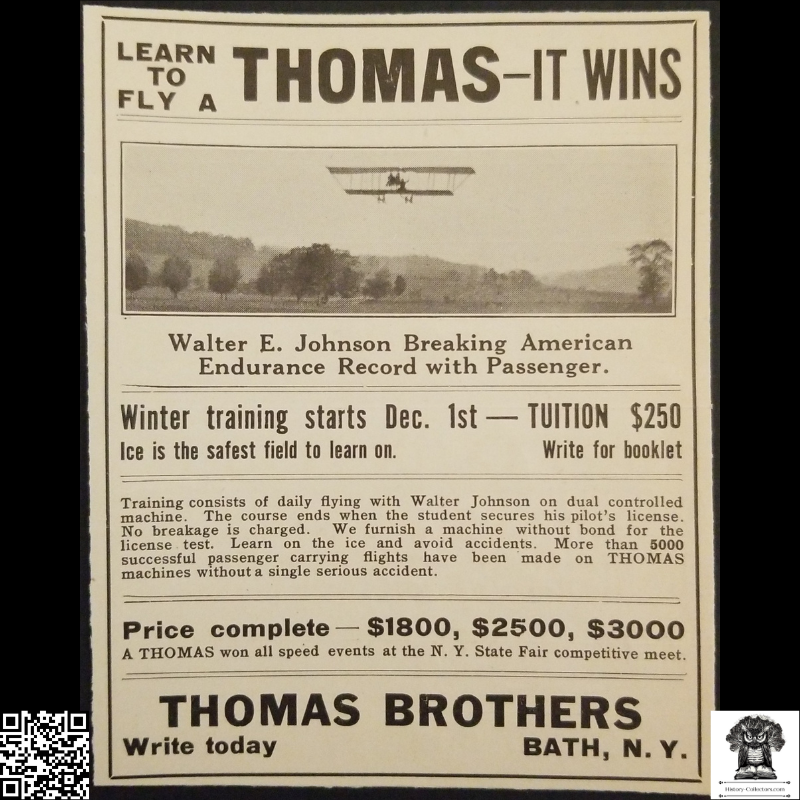 LEARN
TO
FLY A
THOMAS-IT WINS
Walter E. Johnson Breaking American
Endurance Record with Passenger.
Winter training starts Dec. 1st — TUITION $250
Ice is the safest field to learn on. Write for booklet
Training consists of daily flying with Walter Johnson on dual controlled
machine. The course ends when the student secures his pilot's license.
No breakage is charged. We furnish a machine without bond for the
license test. Learn on the ice and avoid accidents. More than 5000
successful passenger carrying flights have been made on THOMAS
machines without a single serious accident.
Price complete — $1800, $2500, $3000
A THOMAS won all speed events at the N. Y. State Fair competitive meet.
THOMAS BROTHERS
Write today BATH, N. Y.
History-Collectors.com